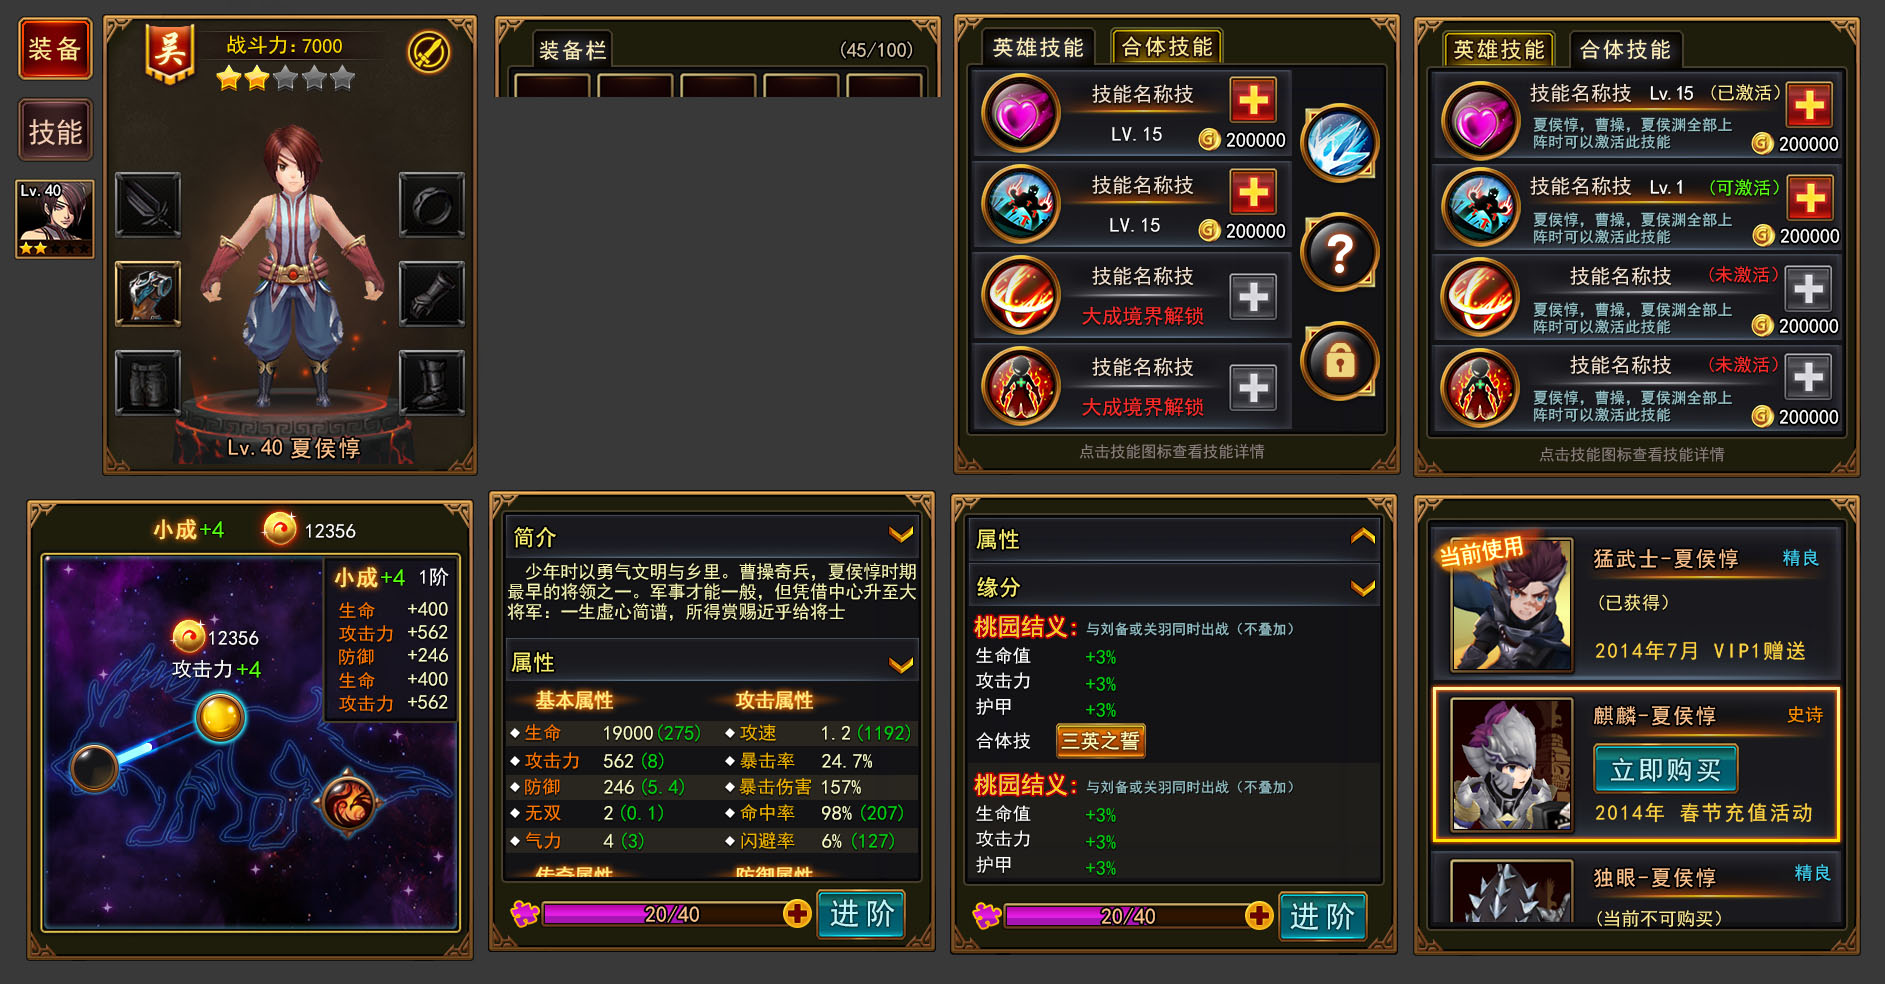 装备
技能
Lv.40
吴
战斗力:7000
Lv.40 夏侯惇
装备栏
(45/100)
英雄技能
合体技能
技能名称技
LV.15
200000
技能名称技
LV.15
200000
技能名称技
大成境界解锁
技能名称技
大成境界解锁
?
点击技能图标查看技能详情
英雄技能
合体技能
技能名称技 Lv.15 (已激活)
夏侯惇，曹操，夏侯渊全部上
阵时可以激活此技能
200000
技能名称技 Lv.1 (可激活)
夏侯惇，曹操，夏侯渊全部上
阵时可以激活此技能
200000
技能名称技 (未激活)
夏侯惇，曹操，夏侯渊全部上
阵时可以激活此技能
200000
技能名称技 (未激活)
夏侯惇，曹操，夏侯渊全部上
阵时可以激活此技能
200000
点击技能图标查看技能详情
小成+4
12356
小成+4 1阶
生命 +400
攻击力 +562
防御 +246
生命 +400
攻击力 +562
12356
攻击力+4
简介
少年时以勇气文明与乡里。曹操奇兵，夏侯惇时期
最早的将领之一。军事才能一般，但凭借中心升至大
将军：一生虚心简谱，所得赏赐近乎给将士
属性
基本属性
攻击属性
生命 19000(275)
攻速 1.2(1192)
攻击力 562(8)
暴击率 24.7%
防御 246(5.4)
暴击伤害 157%
无双 2(0.1)
命中率 98%(207)
气力 4(3)
闪避率 6%(127)
传奇属性
防御属性
20/40
进阶
属性
缘分
桃园结义：与刘备或关羽同时出战（不叠加）
生命值 +3%
攻击力 +3%
护甲 +3%
合体技 三英之誓
桃园结义：与刘备或关羽同时出战（不叠加）
生命值 +3%
攻击力 +3%
护甲 +3%
20/40
进阶
当前使用
猛武士-夏侯惇 精良
(已获得)
2014年7月 VIP1赠送
麒麟-夏侯惇 史诗
立即购买
2014年 春节充值活动
独眼-夏侯惇 精良
(当前不可购买)